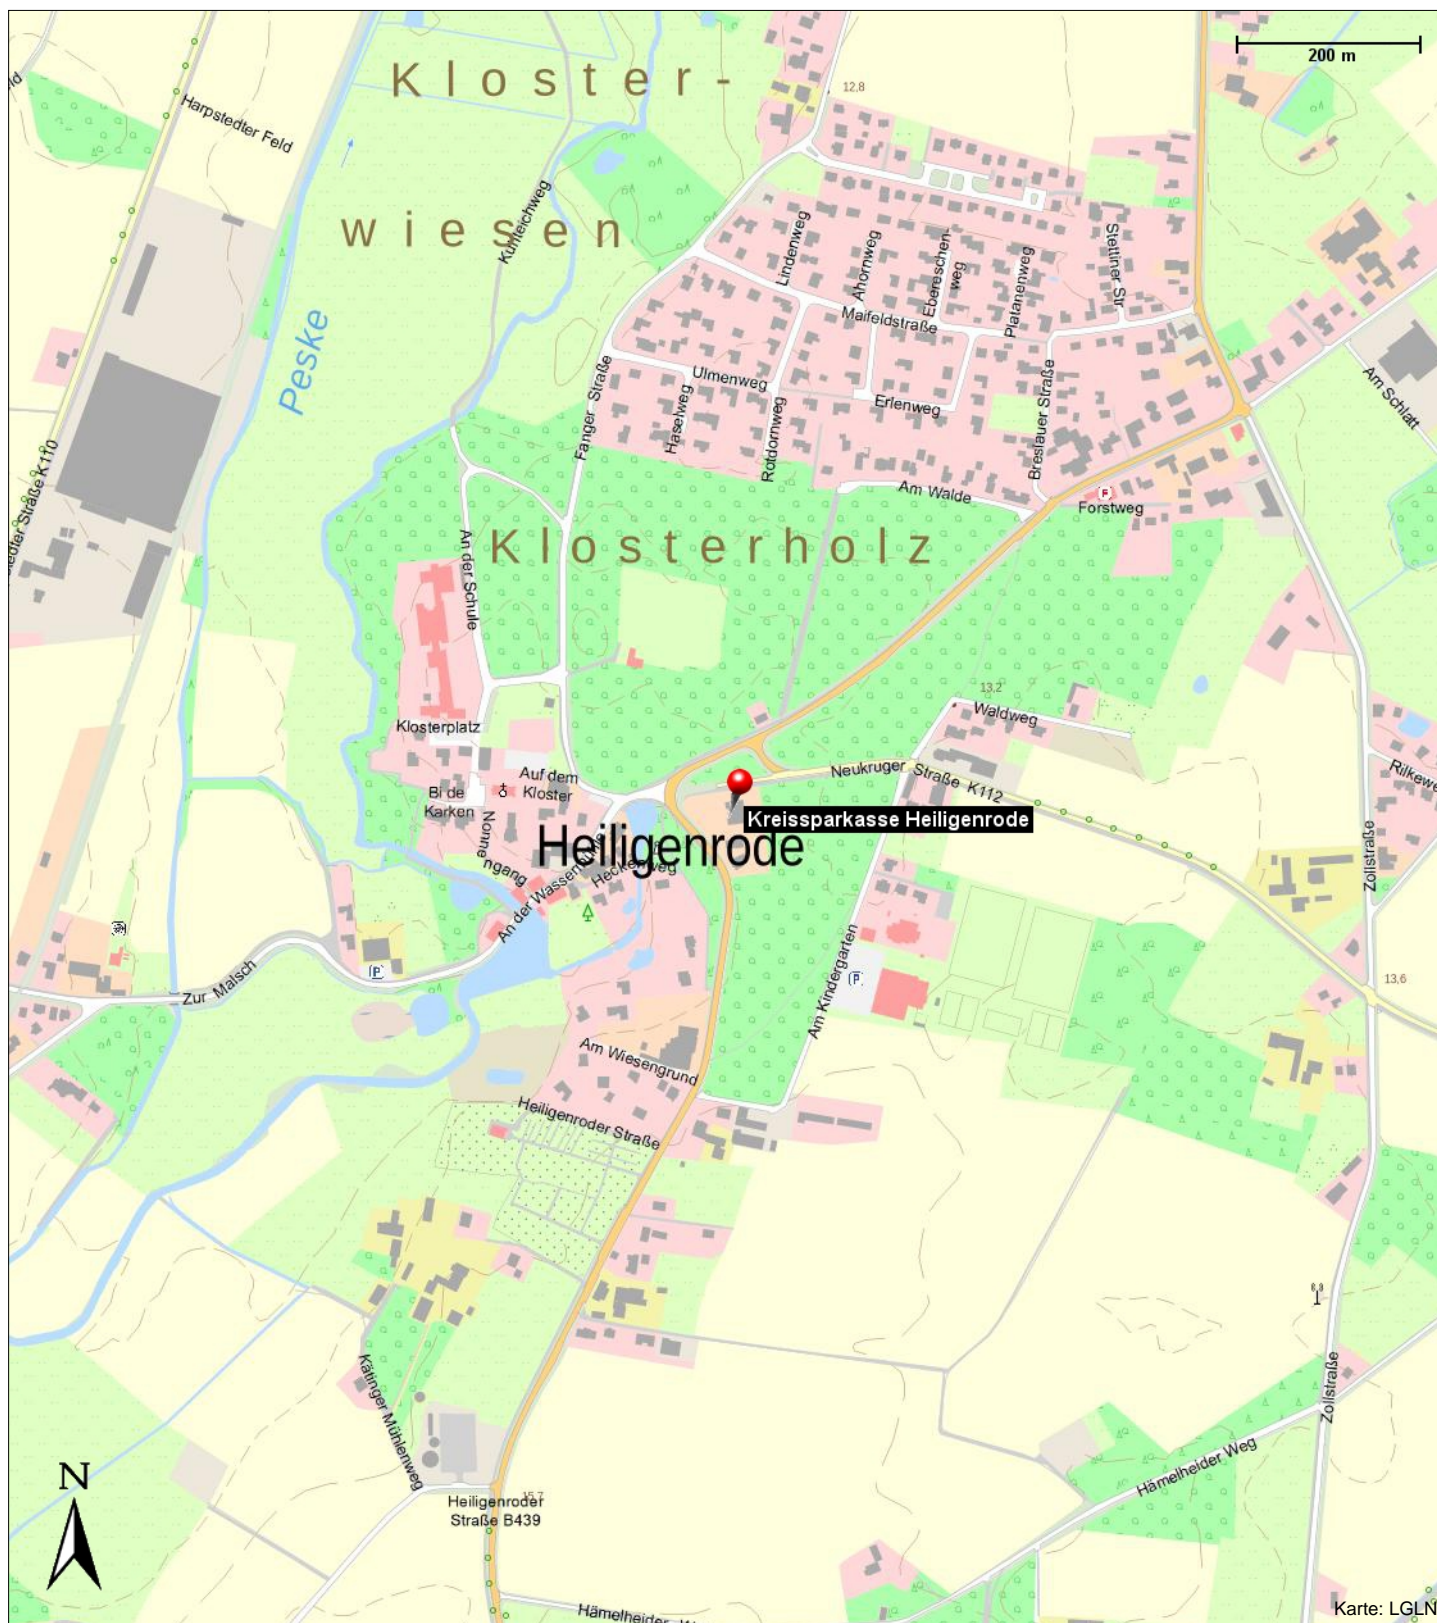 200 m
Kloster-
12,8
Harpstedter Feld
wiesen
Kuhteichweg
Lindenweg
Ahornweg
Ebereschen-
weg
Platanenweg
Stettiner Str
Maifeldstraße
Peske
Fanger Straße
Ulmenweg
Haselweg
Rotdornweg
Erlenweg
Breslauer Straße
Am Schlatt
Am Walde
Forstweg
Klosterholz
An der Schule
13,2
Waldweg
Klosterplatz
Auf dem
Kloster
Bi de
Karken
Nonnengang
Neukruger Straße K112
Kreissparkasse Heiligenrode
Heiligenrode
Heckenweg
An der Wassermühle
Zollstraße
Zur Malsch
P
P
Am Kindergarten
13,6
Am Wiesengrund
Heiligenroder Straße
Kätinger Mühlenweg
Zollstraße
Hämelheider Weg
N
15,7
Heiligenroder
Straße B439
Karte: LGLN